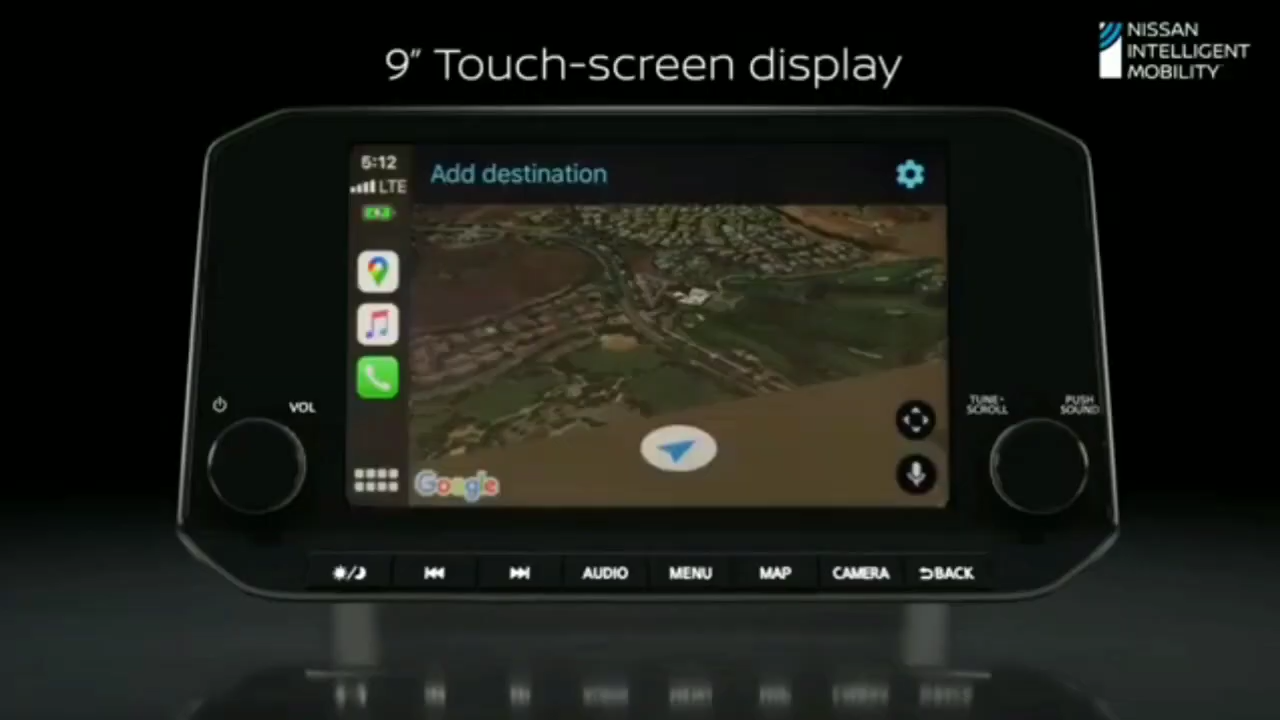 9” Touch-screen display
NISSAN
INTELLIGENT
MOBILITY
5:12
LTE
Add destination
VOL
TUNE•
SCROLL
PUSH
SOUND
Google
AUDIO
MENU
MAP
CAMERA
BACK